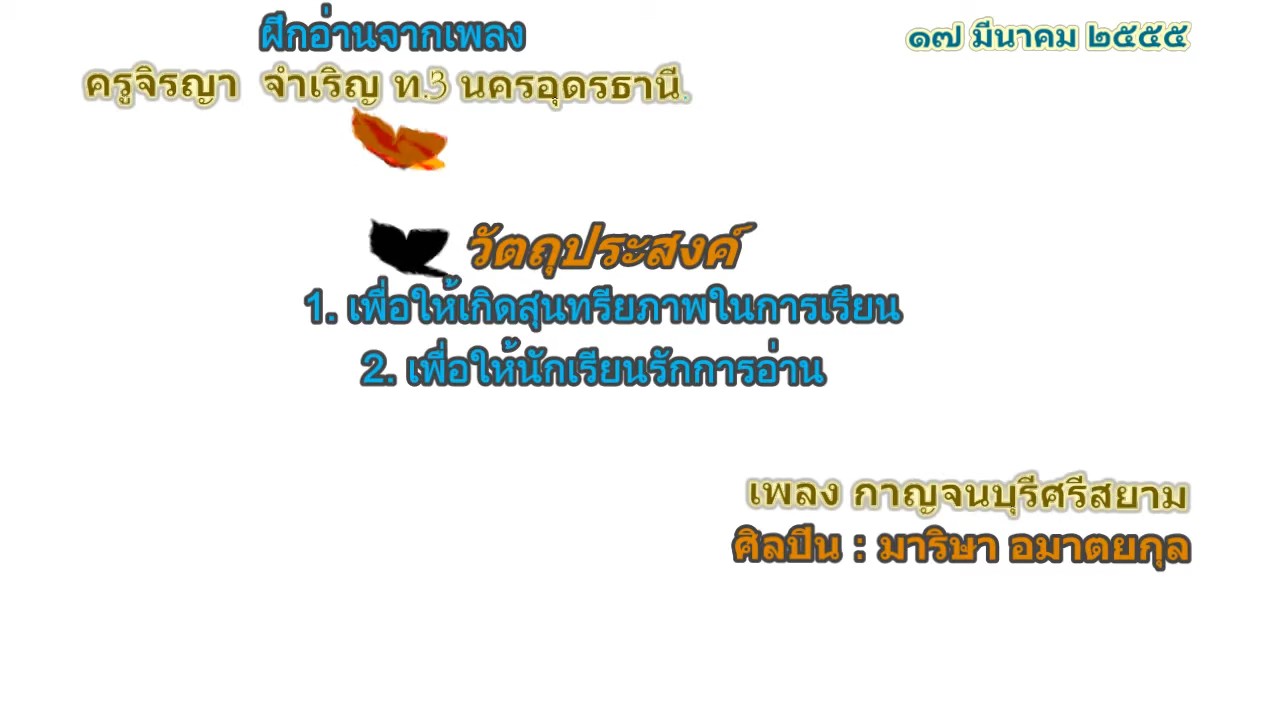 ฝึกอ่านจากเพลง
๑๗ มีนาคม ๒๕๕๕
ครูจิรญา จำเริญ ท.3 นครอุดรธานี.
วัตถุประสงค์
1. เพื่อให้เกิดสุนทรียภาพในการเรียน
2. เพื่อให้นักเรียนรักการอ่าน
เพลง กาญจนบุรีศรีสยาม
ศิลปิน : มาริษา อมาตยกุล